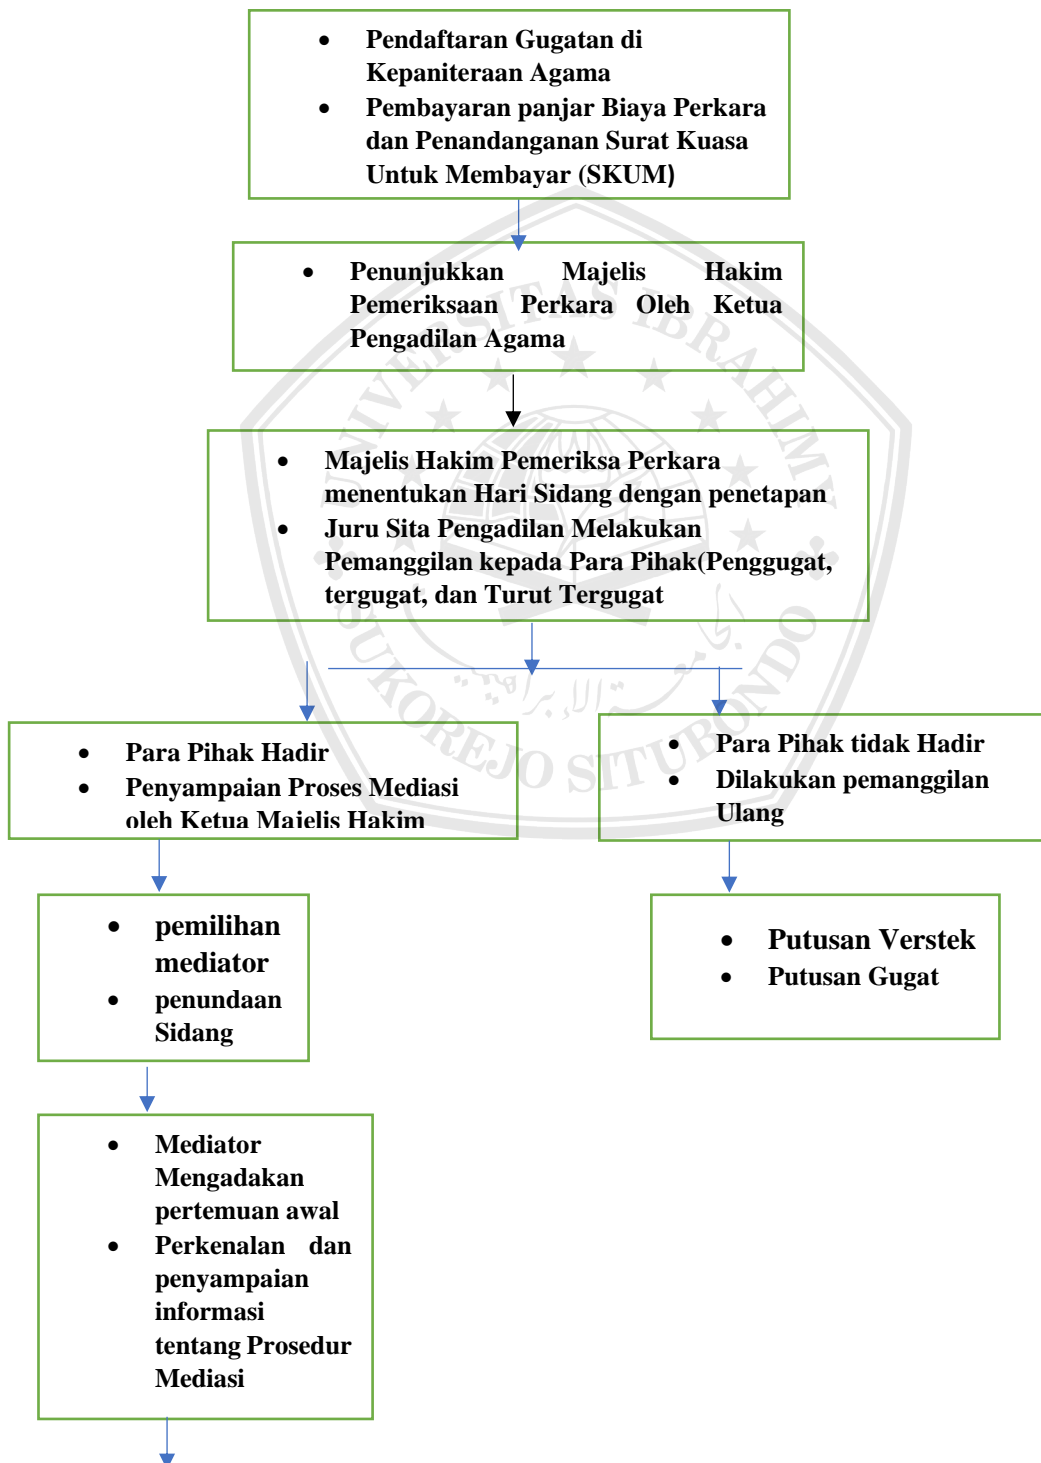 • Pendaftaran Gugatan di
Kepaniteraan Agama
• Pembayaran panjar Biaya Perkara
dan Penandanganan Surat Kuasa
Untuk Membayar (SKUM)
• Penunjukkan Majelis Hakim
Pemeriksaan Perkara Oleh Ketua
Pengadilan Agama
• Majelis Hakim Pemeriksa Perkara
menentukan Hari Sidang dengan penetapan
• Juru Sita Pengadilan Melakukan
Pemanggilan kepada Para Pihak(Penggugat,
tergugat, dan Turut Tergugat
• Para Pihak Hadir
• Penyampaian Proses Mediasi
oleh Ketua Majelis Hakim
• Para Pihak tidak Hadir
• Dilakukan pemanggilan
Ulang
• pemilihan
mediator
• penundaan
Sidang
• Putusan Verstek
• Putusan Gugat
• Mediator
Mengadakan
pertemuan awal
• Perkenalan dan
penyampaian
informasi
tentang Prosedur
Mediasi
UNIVERSITAS IBRAHIMY
SUKOREJO SITUBONDO